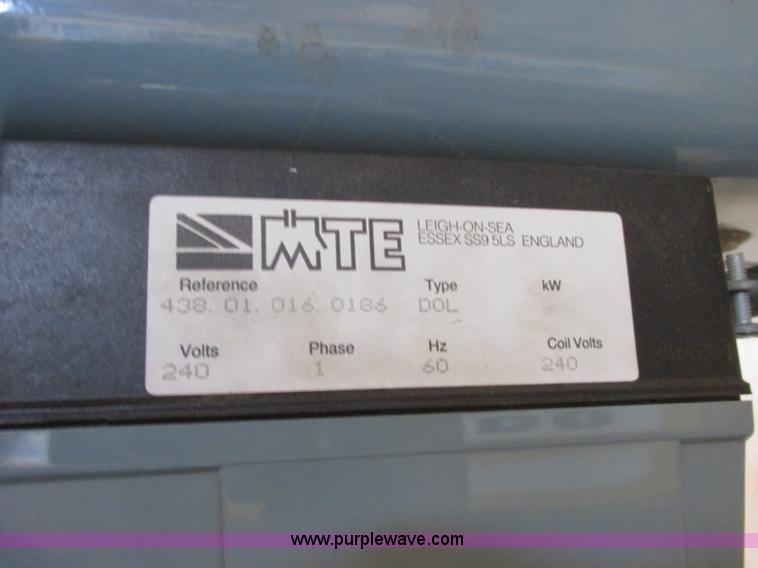 MTE LEIGH-ON-SEA
ESSEX SS9 5LS ENGLAND
Reference Type kW
438. 01. 016. 0186 DOL
Volts Phase Hz Coil Volts
240 1 60 240
www.purplewave.com